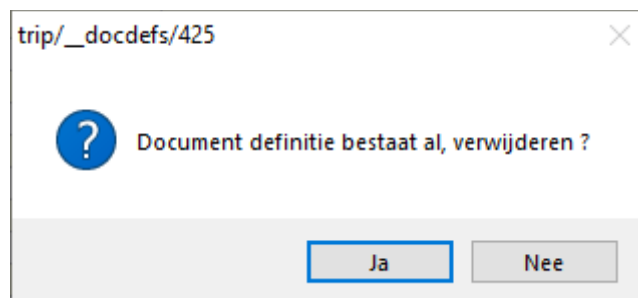 trip/__docdefs/425
Document definitie bestaat al, verwijderen ?
Ja
Nee